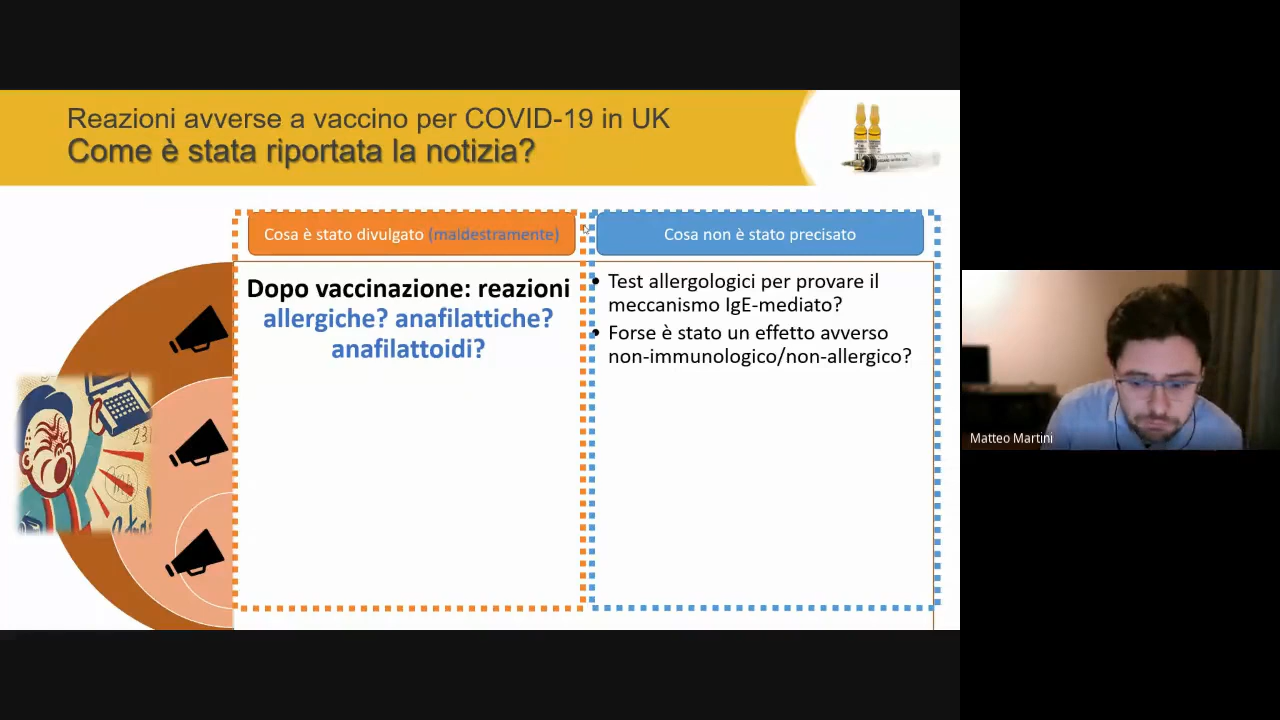 Reazioni avverse a vaccino per COVID-19 in UK
Come è stata riportata la notizia?
Cosa è stato divulgato (maldestramente)
Dopo vaccinazione: reazioni
allergiche? anafilattiche?
anafilattoidi?
Cosa non è stato precisato
• Test allergologici per provare il
meccanismo IgE-mediato?
• Forse è stato un effetto avverso
non-immunologico/non-allergico?
Matteo Martini